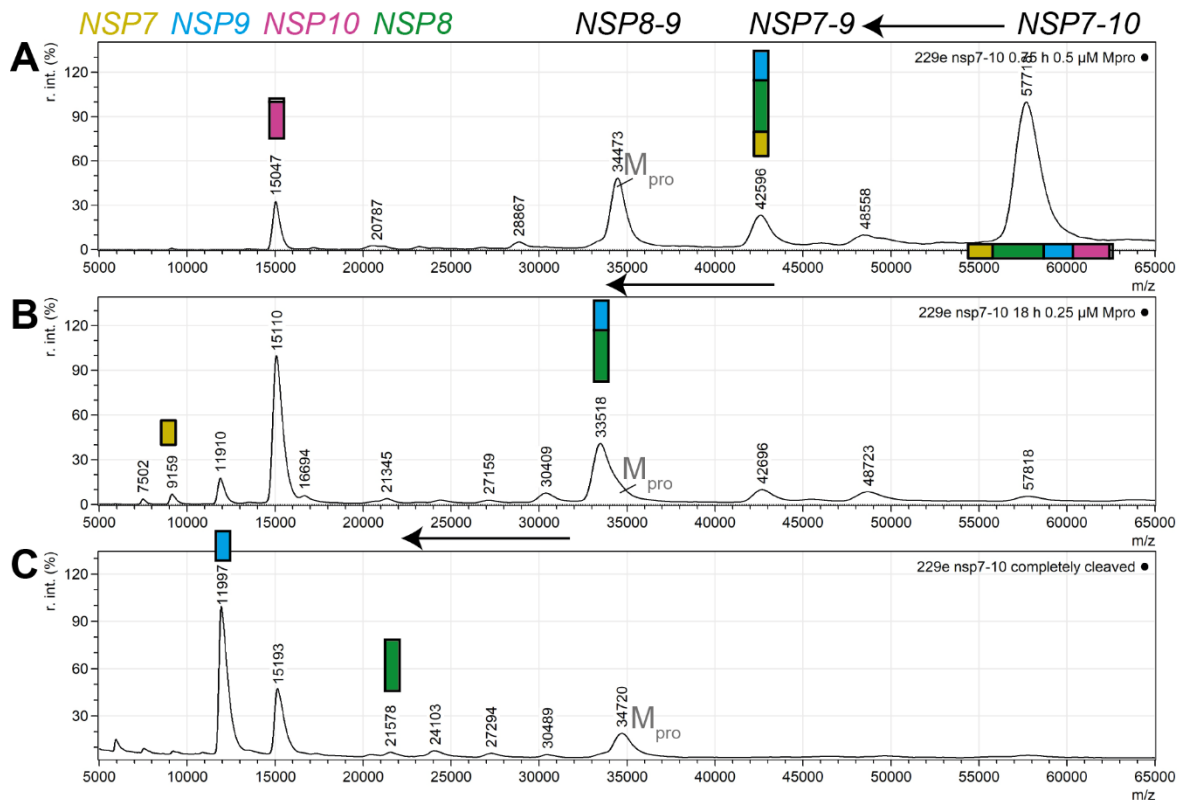 NSP7 NSP9 NSP10 NSP8 NSP8-9 NSP7-9 NSP7-10
A
r. int. (%)
229e nsp7-10 0.75 h 0.5 µM Mpro
120
90
60
30
0
15047
20787
28867
34473
Mpro
42596
48558
5000 10000 15000 20000 25000 30000 35000 40000 45000 50000 55000 60000 65000
m/z
B
r. int. (%)
229e nsp7-10 18 h 0.25 µM Mpro
120
90
60
30
0
7502
9159
11910
15110
16694
21345
27159
30409
33518
Mpro
42696
48723
57818
5000 10000 15000 20000 25000 30000 35000 40000 45000 50000 55000 60000 65000
m/z
C
r. int. (%)
229e nsp7-10 completely cleaved
120
90
60
30
11997
15193
21578
24103
27294
30489
34720
Mpro
5000 10000 15000 20000 25000 30000 35000 40000 45000 50000 55000 60000 65000
m/z